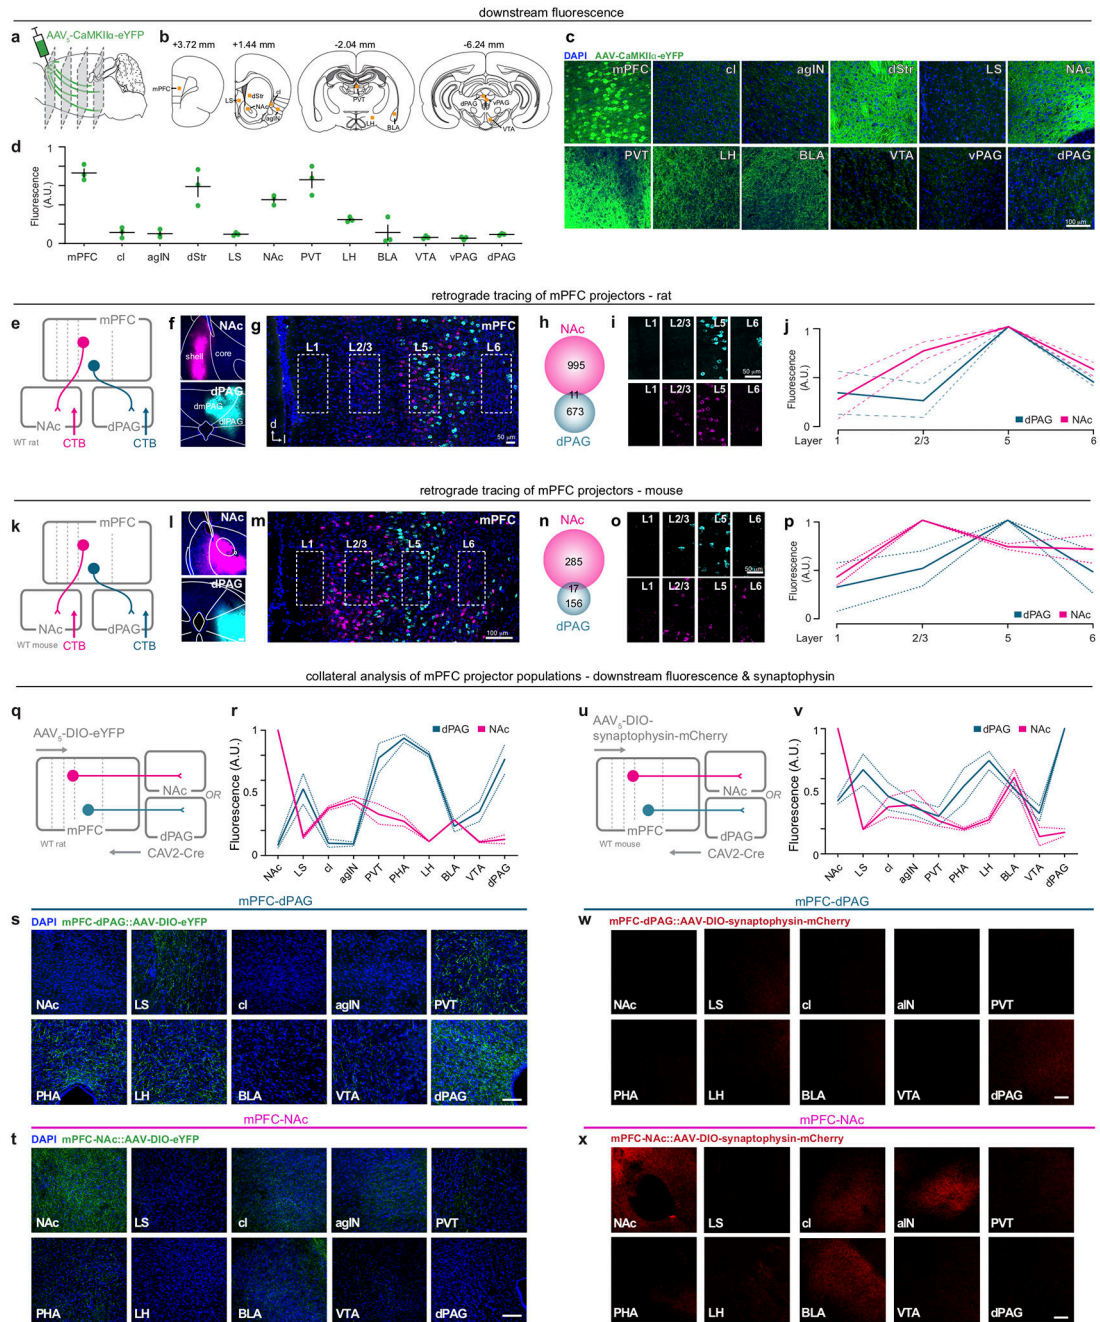 downstream fluorescence
a
AAV5-CaMKIIα-eYFP
b
+3.72 mm
+1.44 mm
-2.04 mm
-6.24 mm
mPFC
LS
dStr
NAc
cl
agIN
PVT
LH
BLA
dPAG
vPAG
VTA
c
DAPI AAV-CaMKIIα-eYFP
mPFC
cl
agIN
dStr
LS
NAc
PVT
LH
BLA
VTA
vPAG
dPAG
100 µm
d
Fluorescence
(A.U.)
1
0
mPFC cl agIN dStr LS NAc PVT LH BLA VTA vPAG dPAG
retrograde tracing of mPFC projectors - rat
e
mPFC
NAc
dPAG
WT rat
CTB
CTB
f
NAc
shell
core
dPAG
dmPAG
dlPAG
g
mPFC
L1
L2/3
L5
L6
d
l
50 µm
h
NAc
995
11
673
dPAG
i
L1
L2/3
L5
L6
50 µm
L1
L2/3
L5
L6
j
Fluorescence
(A.U.)
1
0
dPAG
NAc
Layer
1
2/3
5
6
retrograde tracing of mPFC projectors - mouse
k
mPFC
NAc
dPAG
WT mouse
CTB
CTB
l
NAc
dPAG
m
mPFC
L1
L2/3
L5
L6
100 µm
n
NAc
285
17
156
dPAG
o
L1
L2/3
L5
L6
50µm
L1
L2/3
L5
L6
p
Fluorescence
(A.U.)
1
0
dPAG
NAc
Layer
1
2/3
5
6
collateral analysis of mPFC projector populations - downstream fluorescence & synaptophysin
q
AAV5-DIO-eYFP
NAc
OR
dPAG
mPFC
WT rat
CAV2-Cre
r
Fluorescence (A.U.)
1
0.5
0
dPAG
NAc
NAc LS cl agIN PVT PHA LH BLA VTA dPAG
u
AAV5-DIO-
synaptophysin-mCherry
NAc
OR
dPAG
mPFC
WT mouse
CAV2-Cre
v
Fluorescence (A.U.)
1
0.5
0
dPAG
NAc
NAc LS cl agIN PVT PHA LH BLA VTA dPAG
mPFC-dPAG
s
DAPI mPFC-dPAG::AAV-DIO-eYFP
NAc
LS
cl
agIN
PVT
PHA
LH
BLA
VTA
dPAG
mPFC-NAc
t
DAPI mPFC-NAc::AAV-DIO-eYFP
NAc
LS
cl
agIN
PVT
PHA
LH
BLA
VTA
dPAG
mPFC-dPAG
w
mPFC-dPAG::AAV-DIO-synaptophysin-mCherry
NAc
LS
cl
aIN
PVT
PHA
LH
BLA
VTA
dPAG
mPFC-NAc
x
mPFC-NAc::AAV-DIO-synaptophysin-mCherry
NAc
LS
cl
aIN
PVT
PHA
LH
BLA
VTA
dPAG